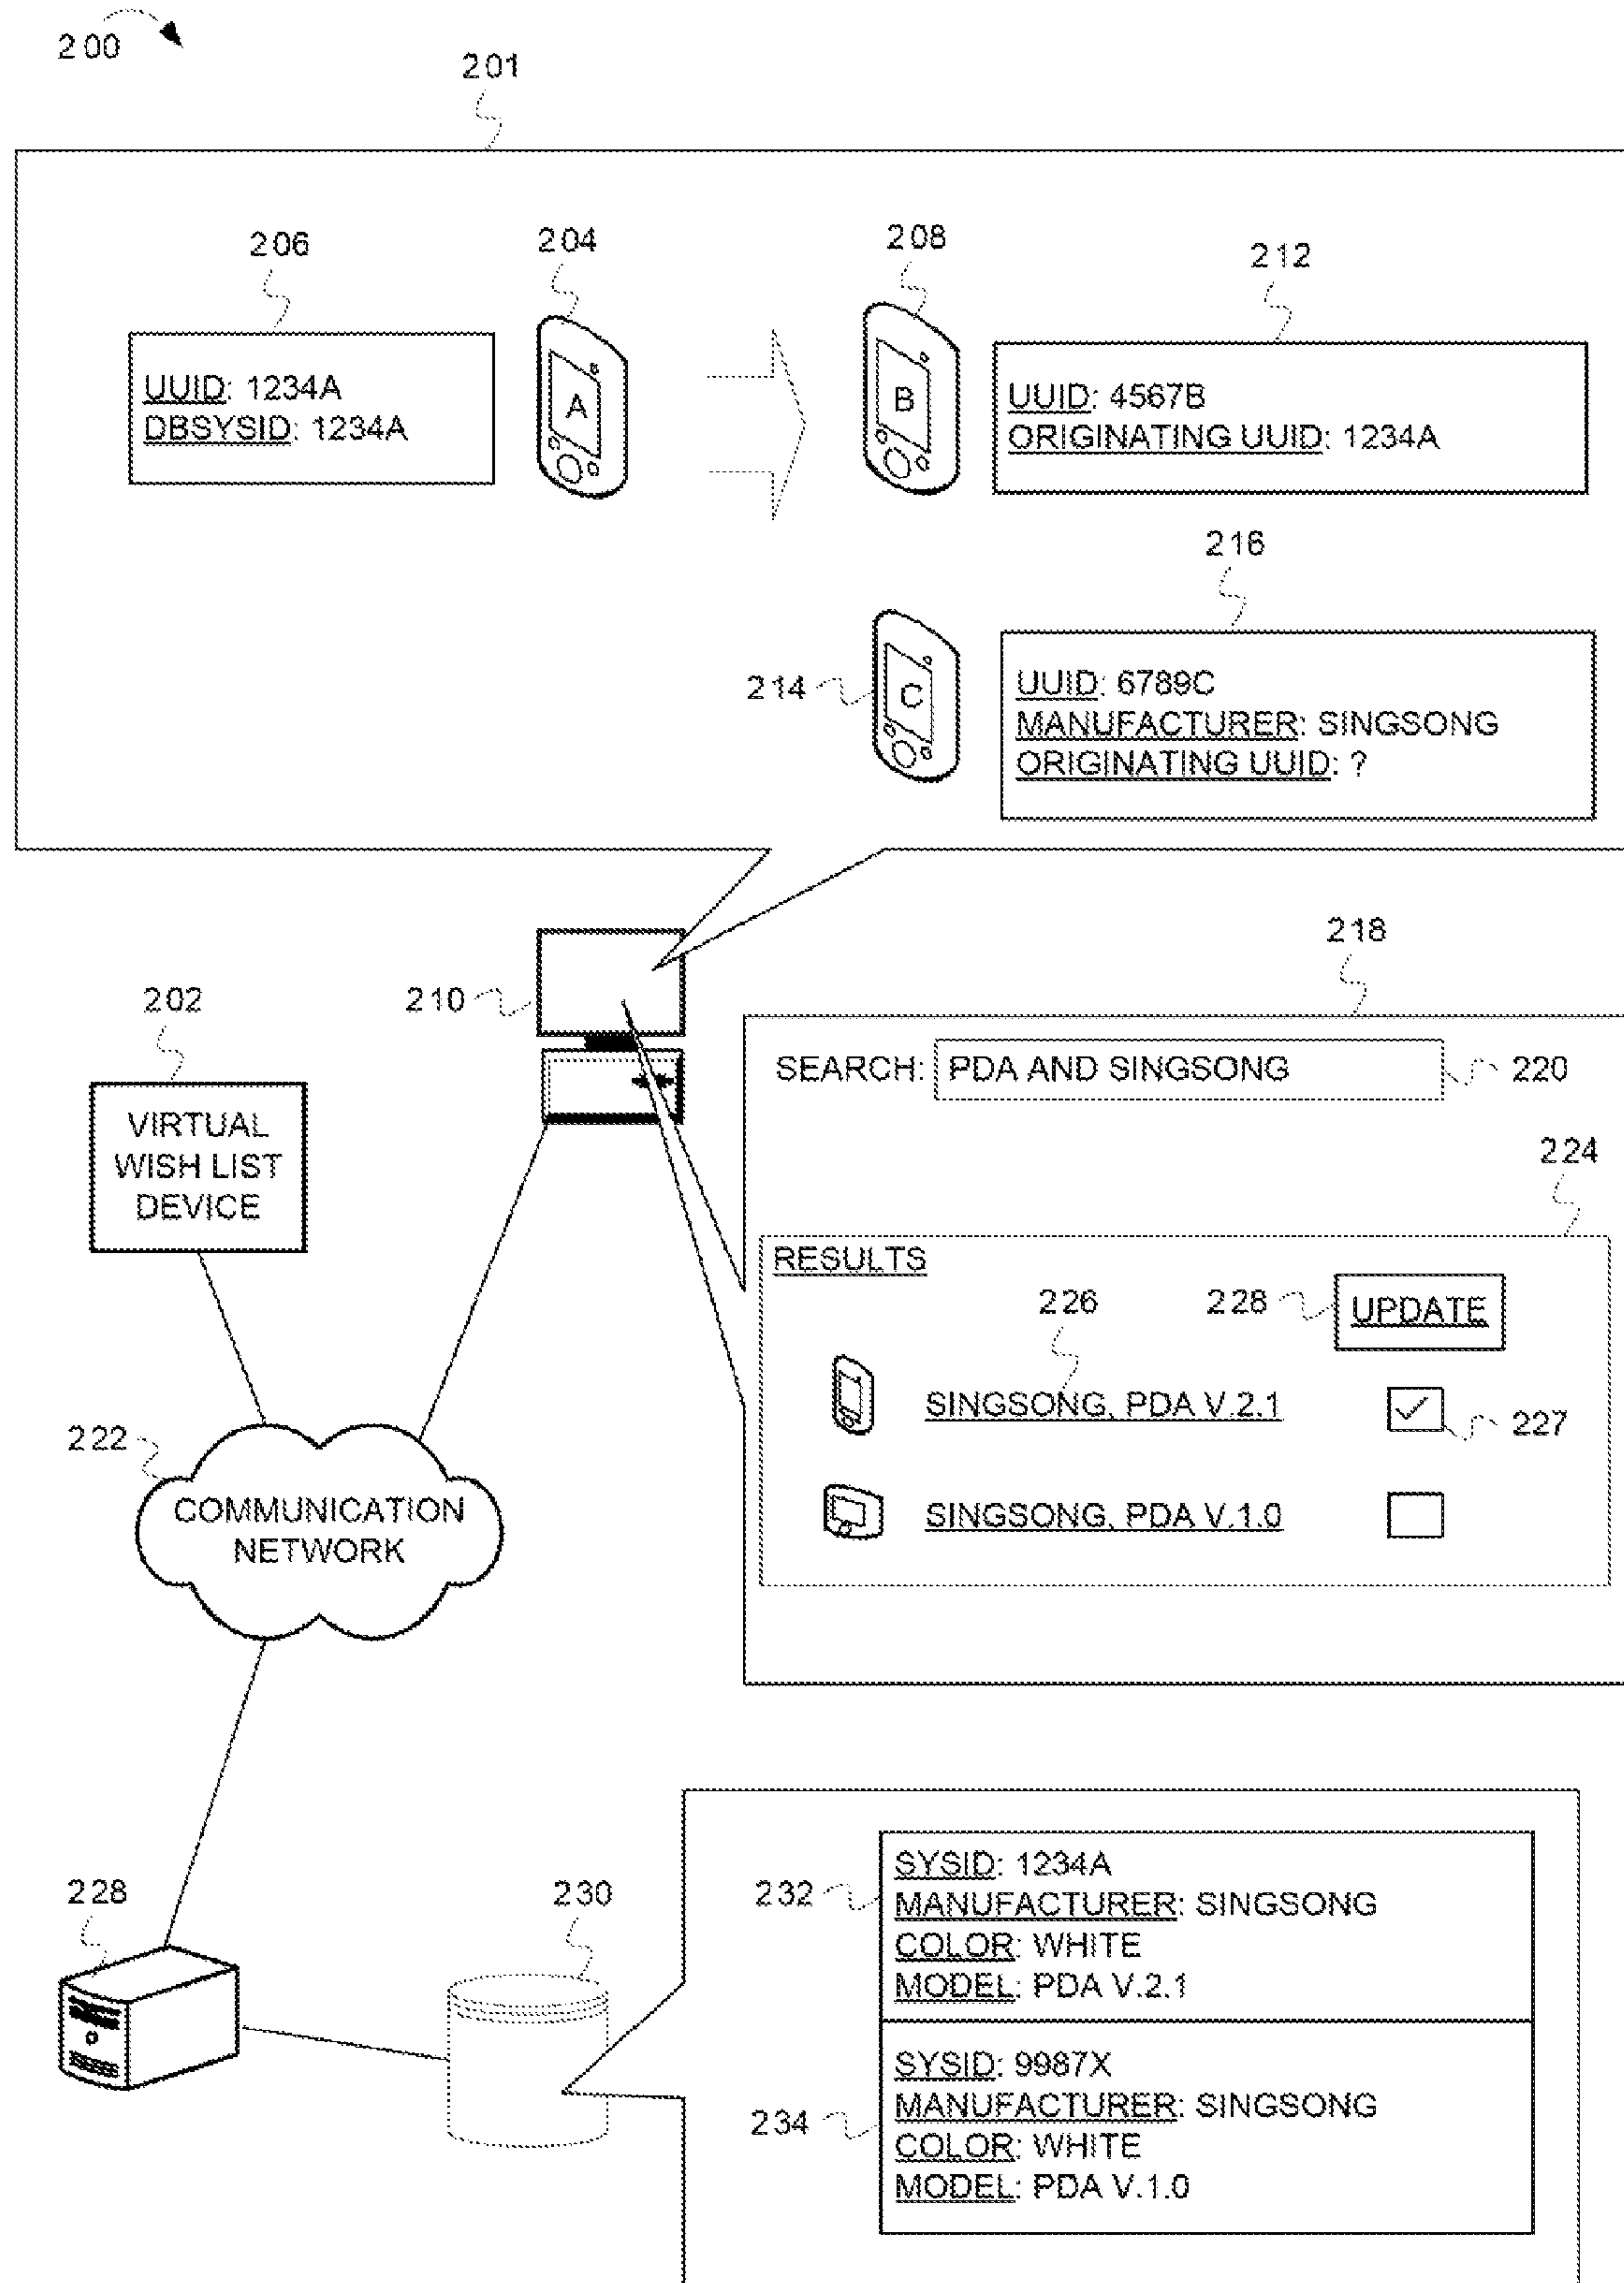 200
201
206
204
208
212
UUID: 1234A
DBSYSID: 1234A
A
B
UUID: 4567B
ORIGINATING UUID: 1234A
216
214
C
UUID: 6789C
MANUFACTURER: SINGSONG
ORIGINATING UUID: ?
218
202
210
SEARCH: PDA AND SINGSONG
220
VIRTUAL
WISH LIST
DEVICE
224
RESULTS
226
228
UPDATE
SINGSONG, PDA V.2.1
227
222
COMMUNICATION
NETWORK
SINGSONG, PDA V.1.0
228
230
232
SYSID: 1234A
MANUFACTURER: SINGSONG
COLOR: WHITE
MODEL: PDA V.2.1
234
SYSID: 9987X
MANUFACTURER: SINGSONG
COLOR: WHITE
MODEL: PDA V.1.0